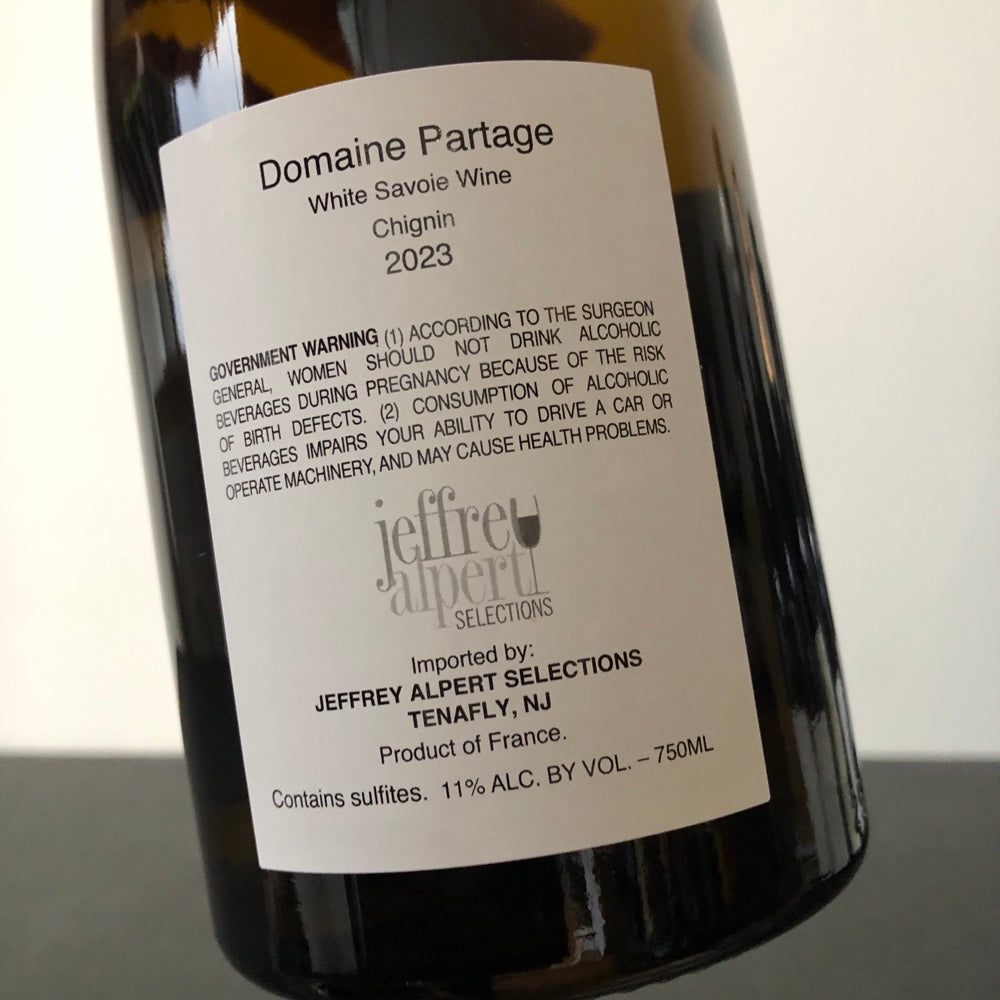 Domaine Partage
White Savoie Wine
Chignin
2023
GOVERNMENT WARNING (1) ACCORDING TO THE SURGEON
GENERAL, WOMEN SHOULD NOT DRINK ALCOHOLIC
BEVERAGES DURING PREGNANCY BECAUSE OF THE RISK
OF BIRTH DEFECTS. (2) CONSUMPTION OF ALCOHOLIC
BEVERAGES IMPAIRS YOUR ABILITY TO DRIVE A CAR OR
OPERATE MACHINERY, AND MAY CAUSE HEALTH PROBLEMS.
jeffrey
alpert
SELECTIONS
Imported by:
JEFFREY ALPERT SELECTIONS
TENAFLY, NJ
Product of France.
Contains sulfites. 11% ALC. BY VOL. – 750ML